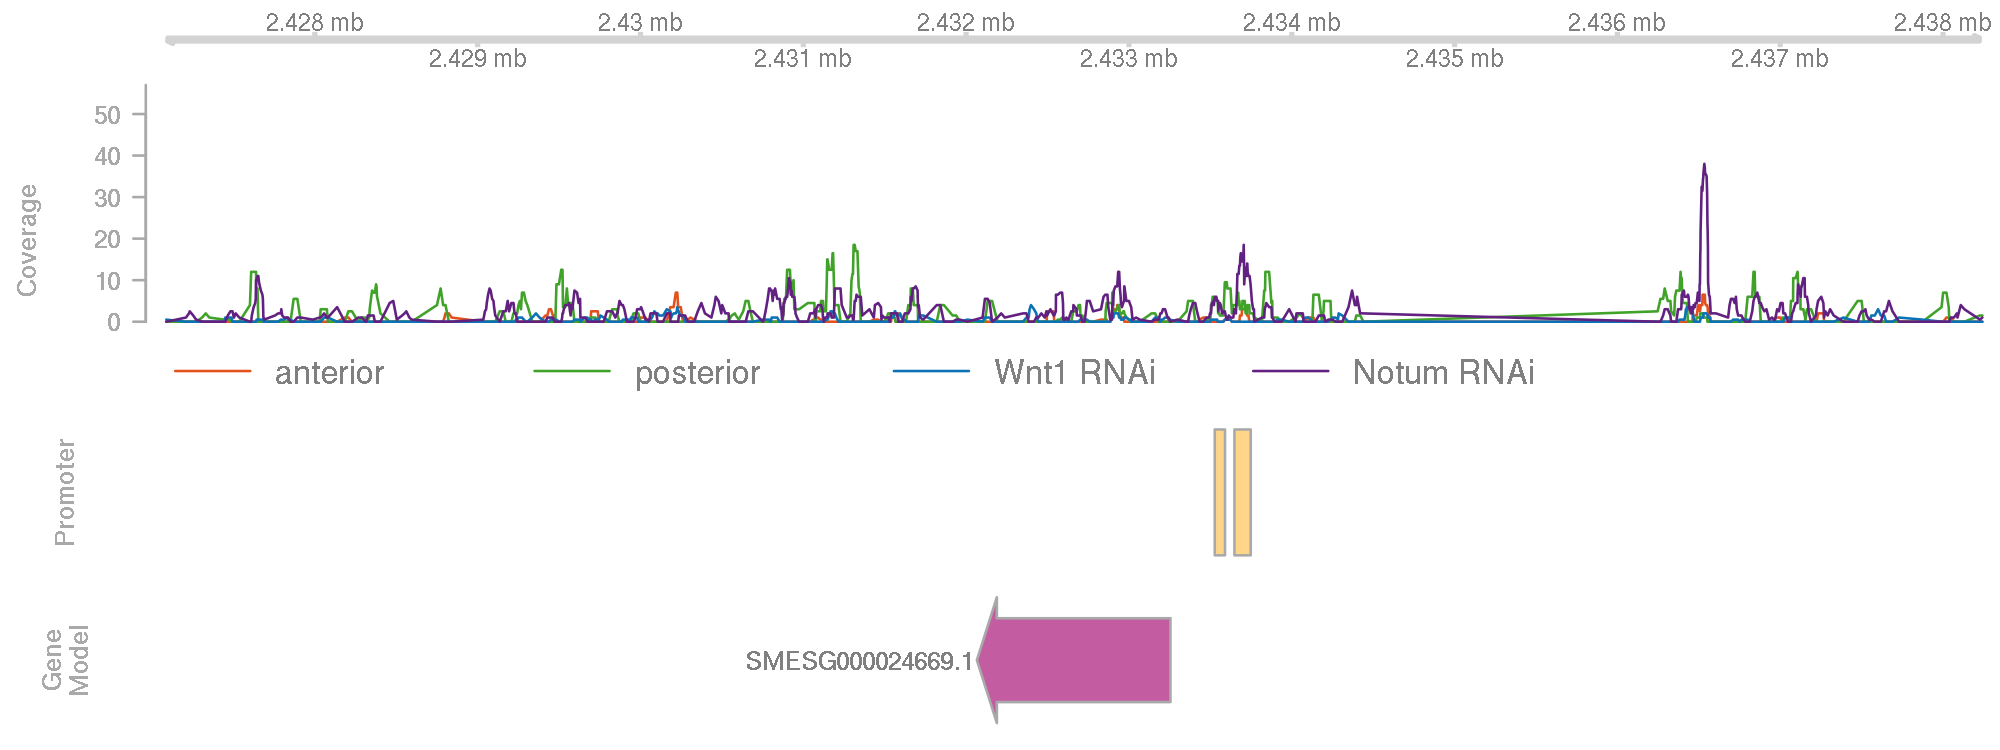 2.428 mb 2.43 mb 2.432 mb 2.434 mb 2.436 mb 2.438 mb
2.429 mb 2.431 mb 2.433 mb 2.435 mb 2.437 mb
Coverage
50
40
30
20
10
0
anterior posterior Wnt1 RNAi Notum RNAi
Promoter
Gene
Model
SMESG000024669.1